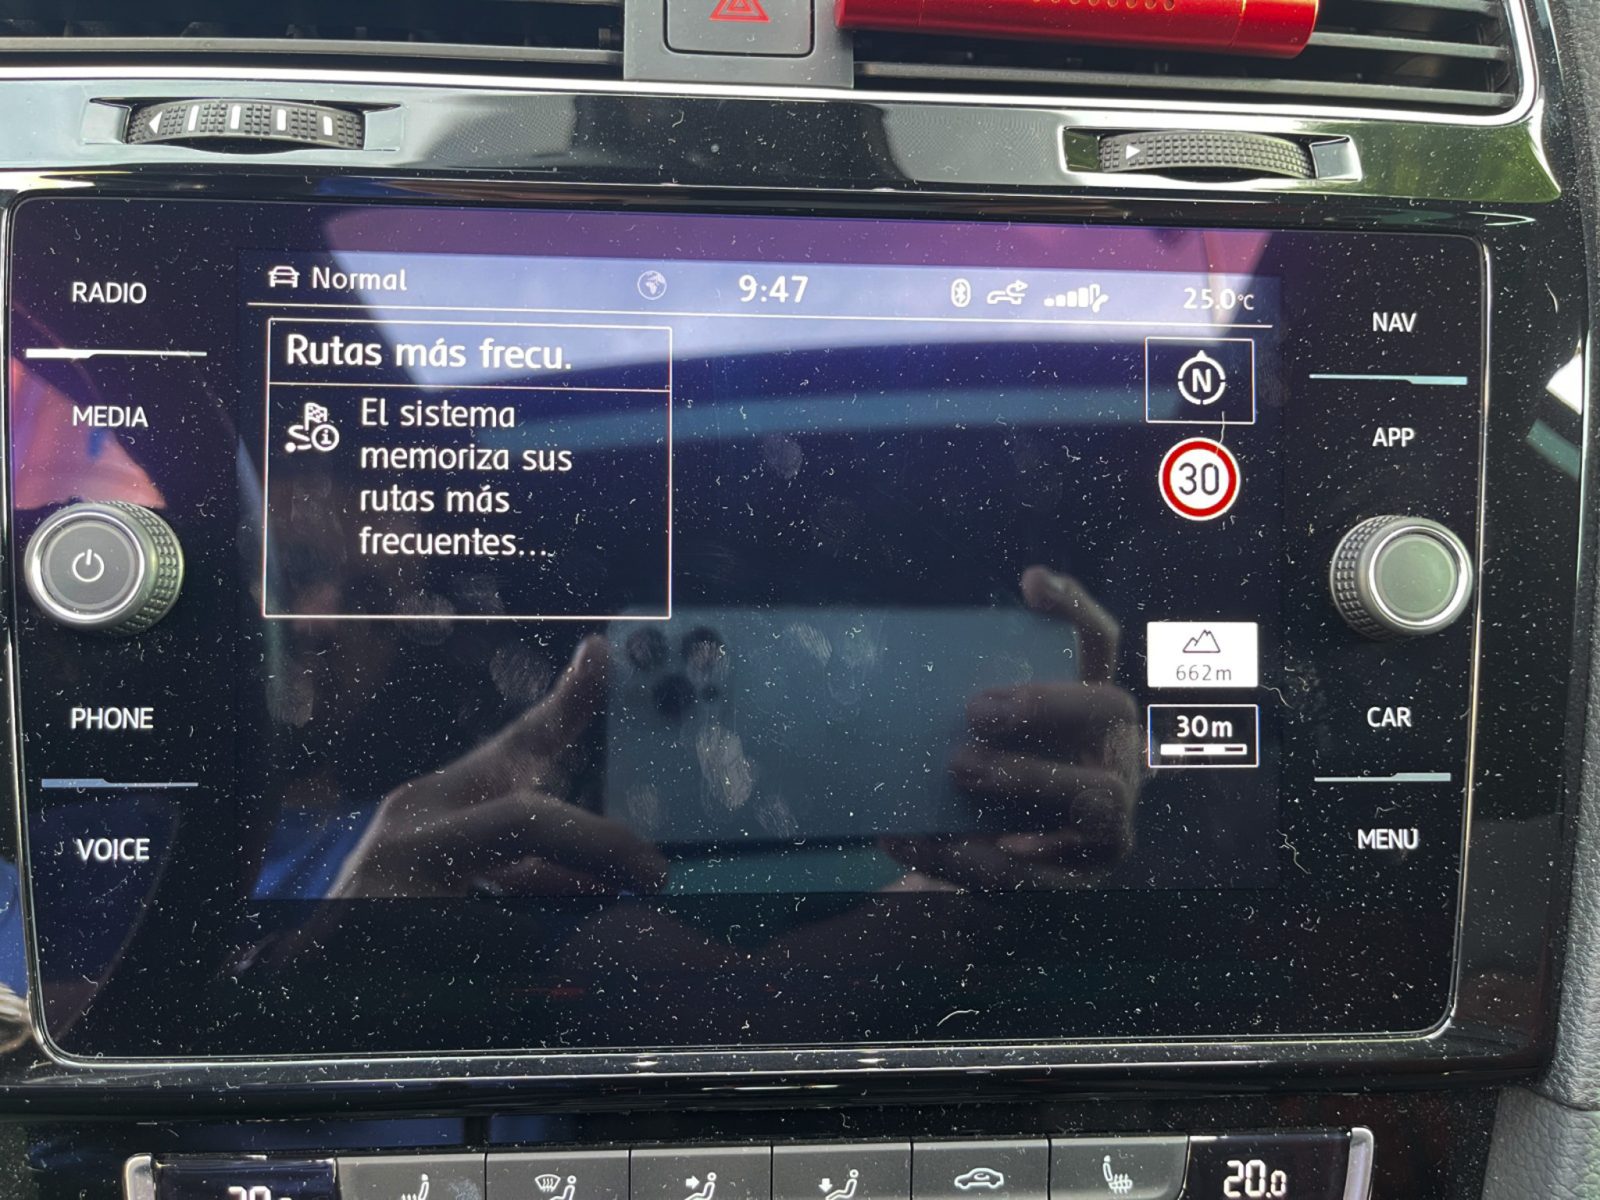 RADIO
MEDIA
PHONE
VOICE
Normal
9:47
25.0°C
Rutas más frecu.
El sistema
memoriza sus
rutas más
frecuentes...
N
30
662m
30m
NAV
APP
CAR
MENU
20.0